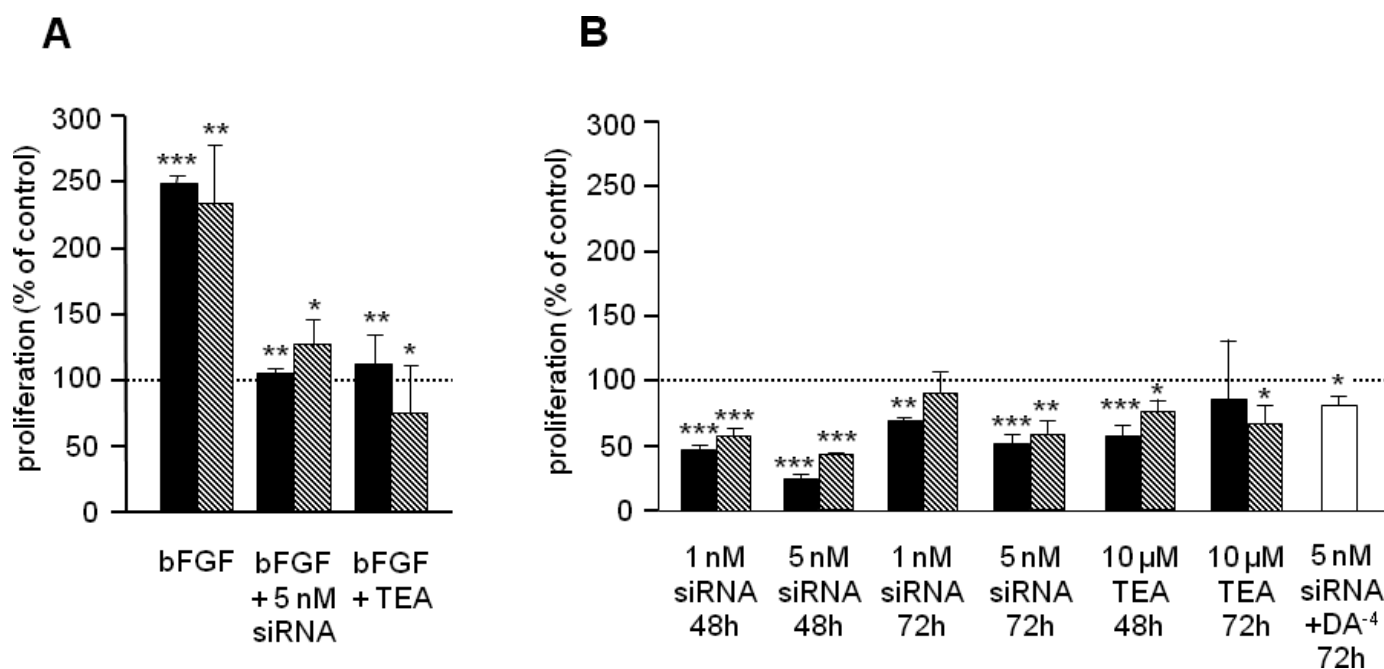 A
proliferation (% of control)
300
250
200
150
100
50
0
***
**
**
*
**
*
bFGF
bFGF
+ 5 nM
siRNA
bFGF
+ TEA
B
proliferation (% of control)
300
250
200
150
100
50
0
***
***
***
***
**
***
**
***
*
*
*
1 nM
siRNA
48h
5 nM
siRNA
48h
1 nM
siRNA
72h
5 nM
siRNA
72h
10 µM
TEA
48h
10 µM
TEA
72h
5 nM
siRNA
+DA⁻⁴
72h